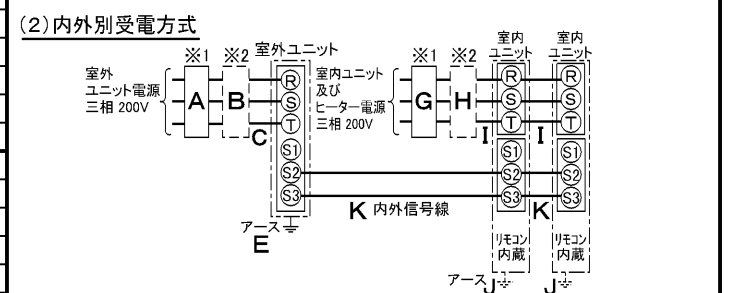 (2)内外別受電方式
※1 ※2 室外ユニット
室外
ユニット電源
三相 200V
A B
R
S
T
S1
S2
S3
C
アース
E
室内ユニット
及び
ヒーター電源
三相 200V
※1 ※2
G H
室内
ユニット
室内
ユニット
R R
S S
T T
I I
S1 S1
S2 S2
S3 S3
K 内外信号線
K
リモコン
内蔵
リモコン
内蔵
アース J J